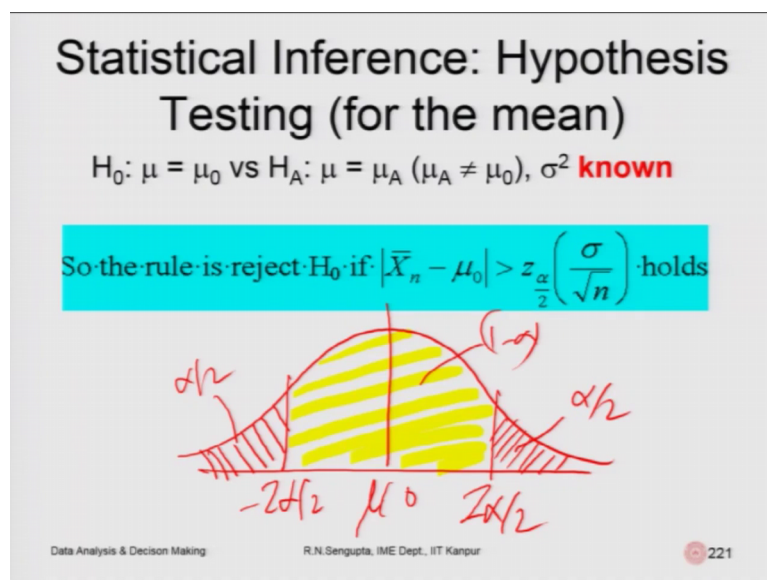 Statistical Inference: Hypothesis
Testing (for the mean)
H₀: μ = μ₀ vs H_A: μ = μ_A (μ_A ≠ μ₀), σ² known
So·the·rule·is·reject·H₀·if·|X̄ₙ − μ₀| > z_{α/2} (σ/√n) ·holds
(1-α)
α/2
α/2
-Zα/2 μ0 Zα/2
Data Analysis & Decison Making R.N.Sengupta, IME Dept., IIT Kanpur 221